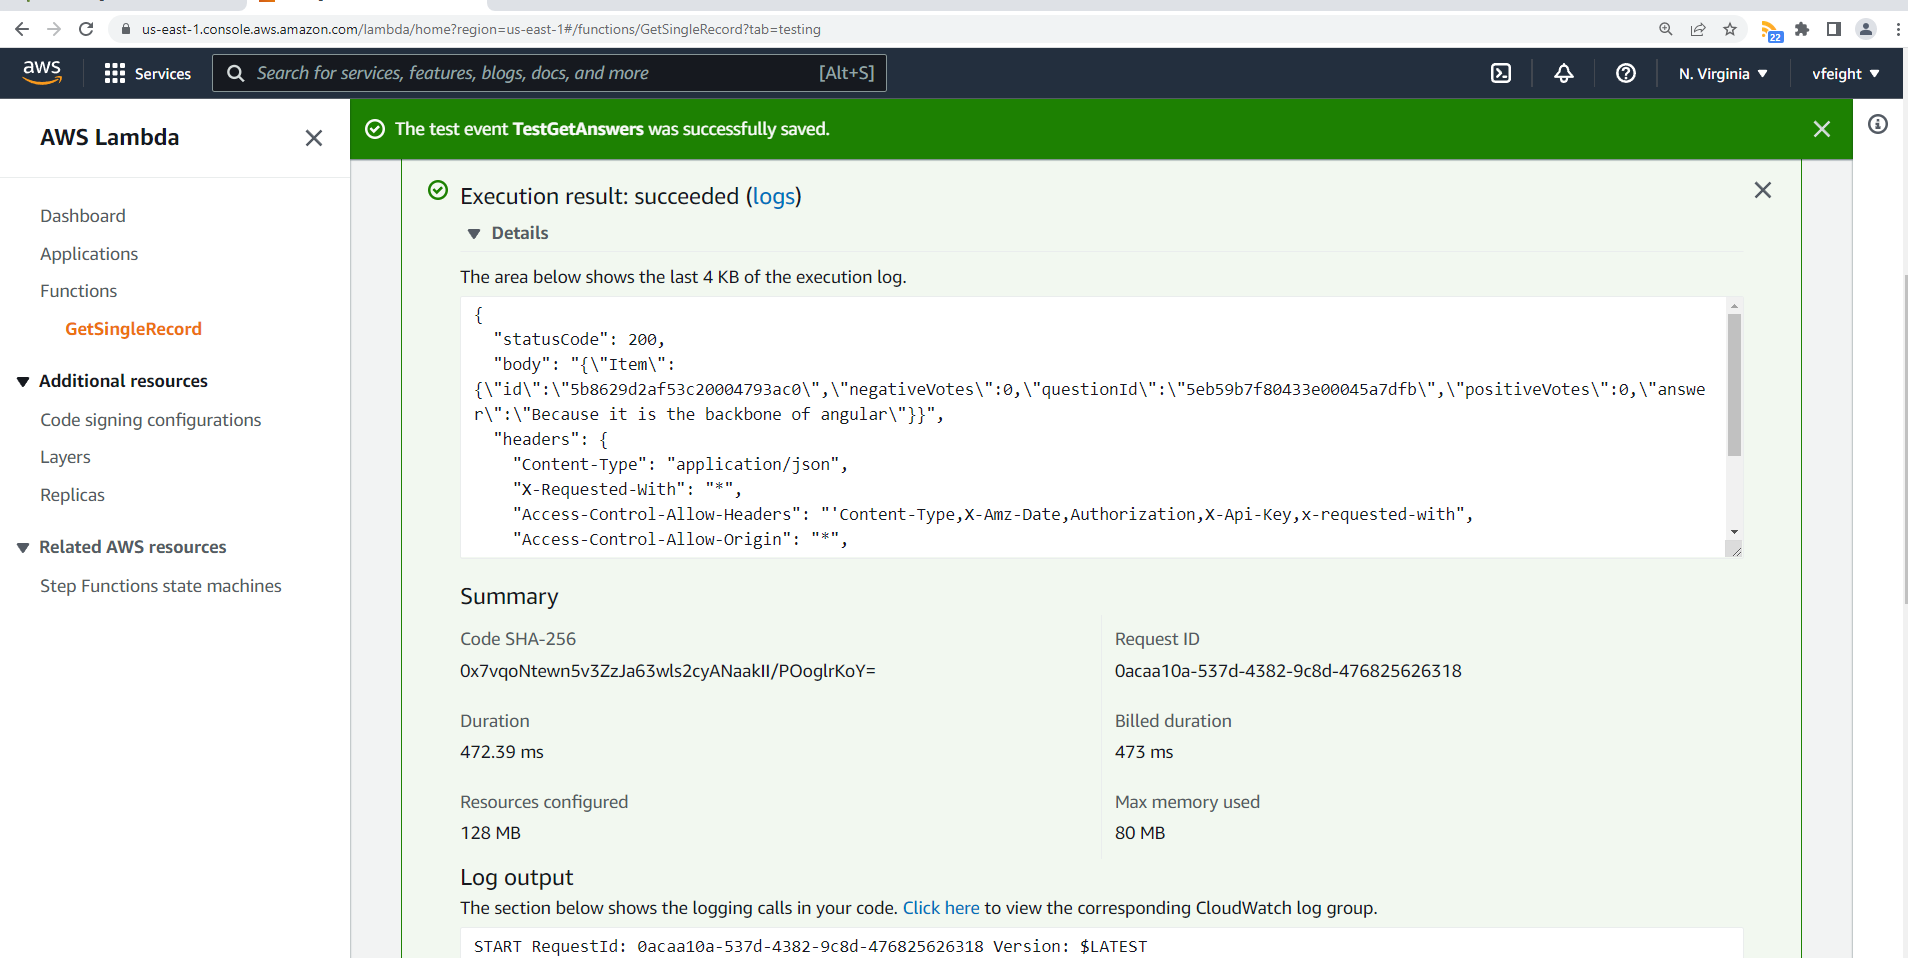 us-east-1.console.aws.amazon.com/lambda/home?region=us-east-1#/functions/GetSingleRecord?tab=testing
22
aws
Services
Search for services, features, blogs, docs, and more
[Alt+S]
N. Virginia ▼
vfeight ▼
AWS Lambda
The test event TestGetAnswers was successfully saved.
Dashboard
Applications
Functions
GetSingleRecord
Additional resources
Code signing configurations
Layers
Replicas
Related AWS resources
Step Functions state machines
Execution result: succeeded (logs)
Details
The area below shows the last 4 KB of the execution log.
{
"statusCode": 200,
"body": "{\"Item\":
{\"id\":\"5b8629d2af53c20004793ac0\",\"negativeVotes\":0,\"questionId\":\"5eb59b7f80433e00045a7dfb\",\"positiveVotes\":0,\"answe
r\":\"Because it is the backbone of angular\"}}",
"headers": {
"Content-Type": "application/json",
"X-Requested-With": "*",
"Access-Control-Allow-Headers": "'Content-Type,X-Amz-Date,Authorization,X-Api-Key,x-requested-with",
"Access-Control-Allow-Origin": "*",
Summary
Code SHA-256
0x7vqoNtewn5v3ZzJa63wls2cyANaakII/POoglrKoY=
Request ID
0acaa10a-537d-4382-9c8d-476825626318
Duration
472.39 ms
Billed duration
473 ms
Resources configured
128 MB
Max memory used
80 MB
Log output
The section below shows the logging calls in your code. Click here to view the corresponding CloudWatch log group.
START RequestId: 0acaa10a-537d-4382-9c8d-476825626318 Version: $LATEST